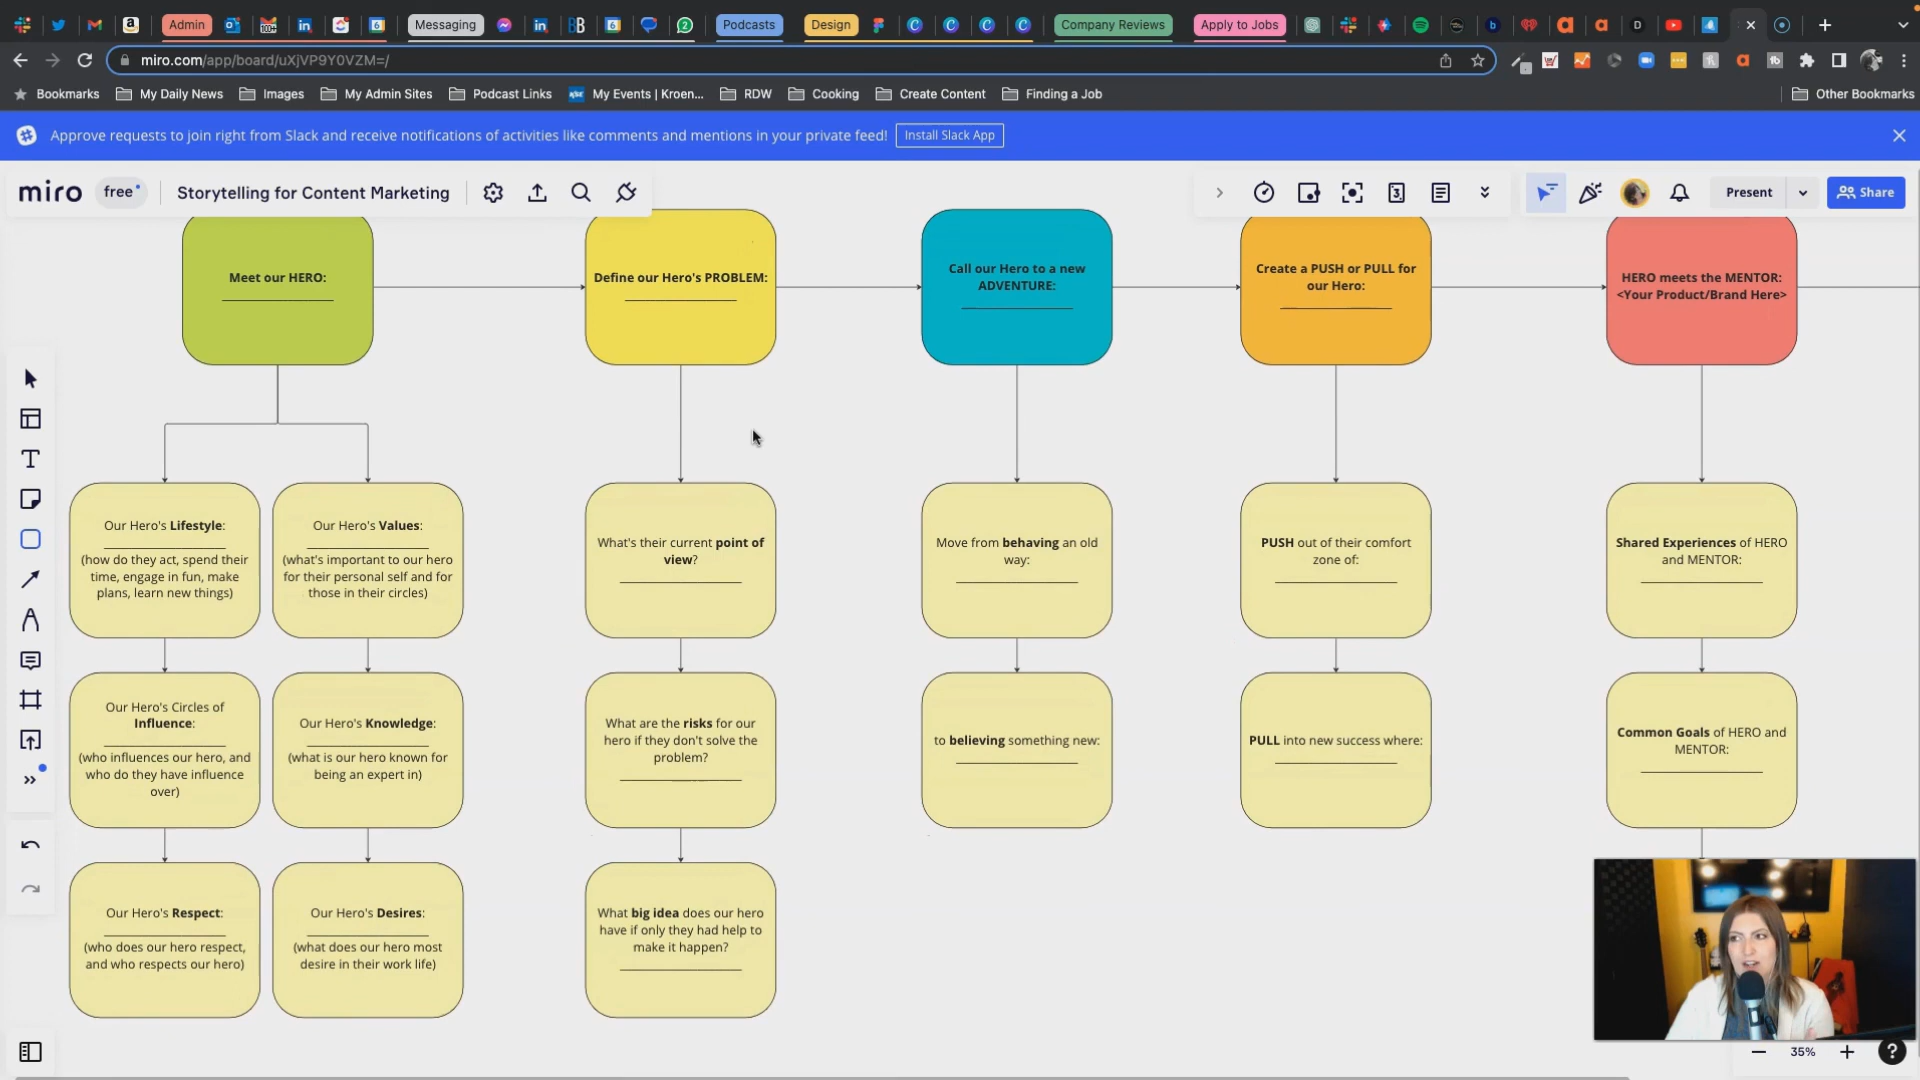 Admin
Messaging
Podcasts
Design
Company Reviews
Apply to Jobs
miro.com/app/board/uXjVP9Y0VZM=/
Bookmarks
My Daily News
Images
My Admin Sites
Podcast Links
My Events | Kroen...
RDW
Cooking
Create Content
Finding a Job
Other Bookmarks
Approve requests to join right from Slack and receive notifications of activities like comments and mentions in your private feed!
Install Slack App
miro
free
Storytelling for Content Marketing
Present
Share
Meet our HERO:
Define our Hero's PROBLEM:
Call our Hero to a new
ADVENTURE:
Create a PUSH or PULL for
our Hero:
HERO meets the MENTOR:
<Your Product/Brand Here>
Our Hero's Lifestyle:
(how do they act, spend their
time, engage in fun, make
plans, learn new things)
Our Hero's Values:
(what's important to our hero
for their personal self and for
those in their circles)
What's their current point of
view?
Move from behaving an old
way:
PUSH out of their comfort
zone of:
Shared Experiences of HERO
and MENTOR:
Our Hero's Circles of
Influence:
(who influences our hero, and
who do they have influence
over)
Our Hero's Knowledge:
(what is our hero known for
being an expert in)
What are the risks for our
hero if they don't solve the
problem?
to believing something new:
PULL into new success where:
Common Goals of HERO and
MENTOR:
Our Hero's Respect:
(who does our hero respect,
and who respects our hero)
Our Hero's Desires:
(what does our hero most
desire in their work life)
What big idea does our hero
have if only they had help to
make it happen?
35%